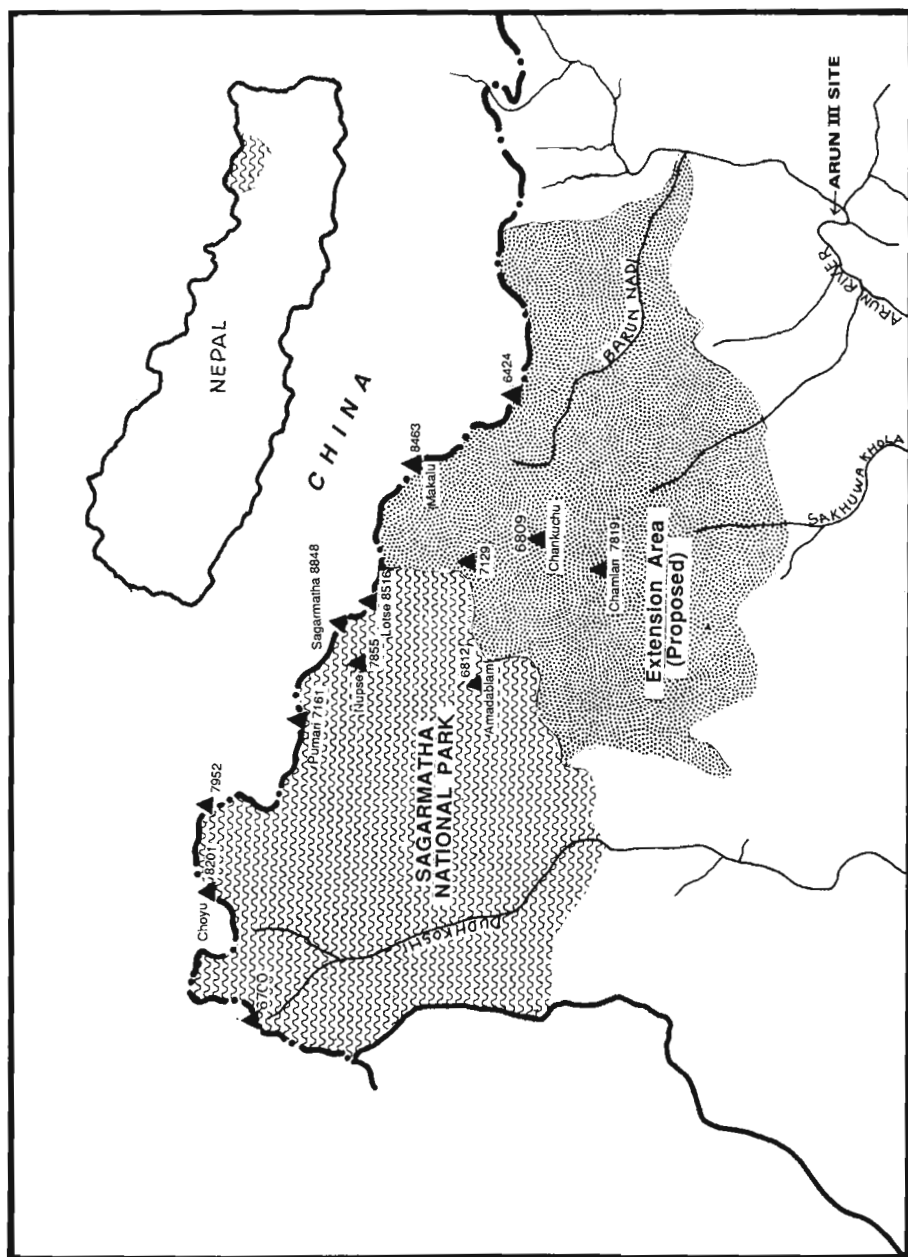 NEPAL
CHINA
Choyu
8201
7952
6700
Pumari 7161
Sagarmatha 8848
Nupse
7855
Lotse 8516
8463
Makalu
6424
7129
6812
Amadablam
6809
Chankuchu
Chamlan 7819
SAGARMATHA
NATIONAL PARK
DUDH KOSHI
Extension Area
(Proposed)
BARUN NADI
SAKHUWA KHOLA
ARUN RIVER
ARUN III SITE